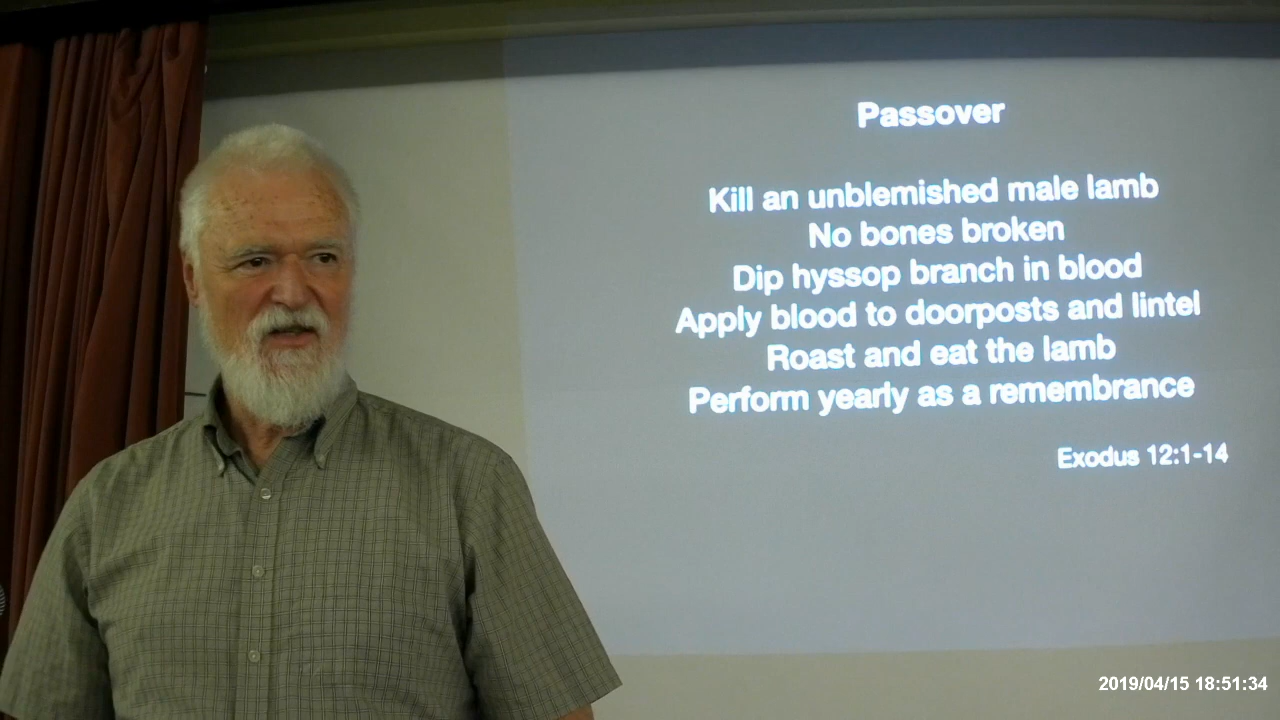 Passover
Kill an unblemished male lamb
No bones broken
Dip hyssop branch in blood
Apply blood to doorposts and lintel
Roast and eat the lamb
Perform yearly as a remembrance
Exodus 12:1-14
2019/04/15 18:51:34